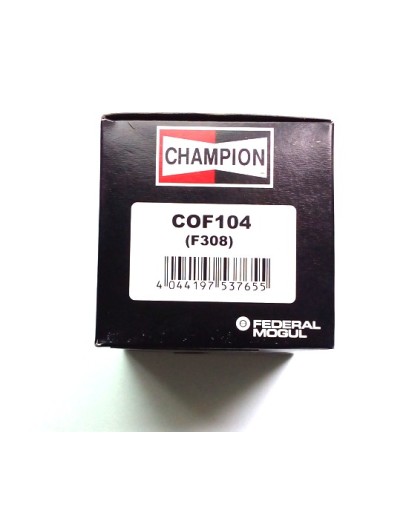 CHAMPION
COF104
(F308)
4 044197 537655
FEDERAL
MOGUL